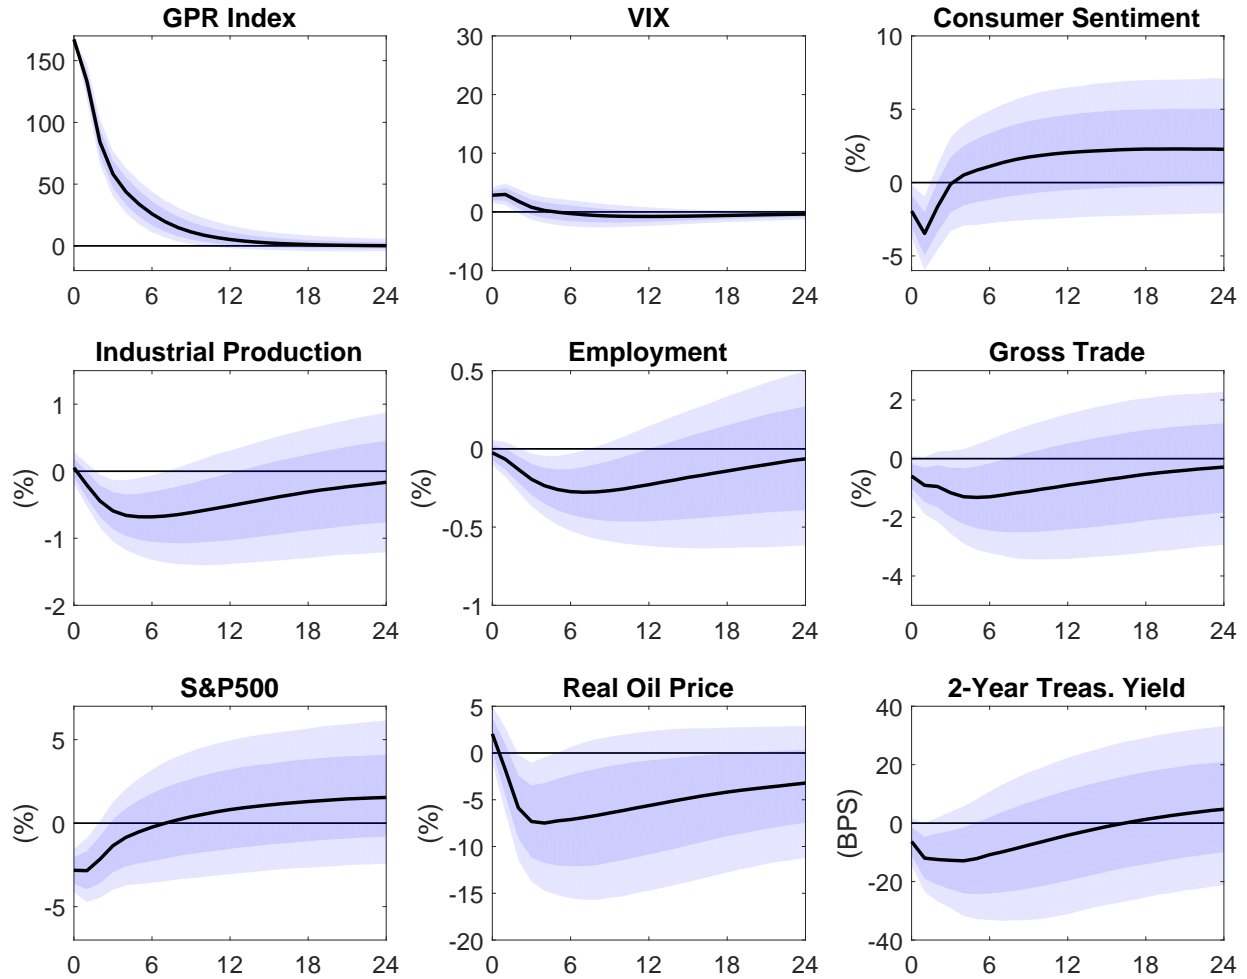 GPR Index
VIX
Consumer Sentiment
150
100
50
0
0 6 12 18 24
30
20
10
0
-10
0 6 12 18 24
(%)
10
5
0
-5
0 6 12 18 24
Industrial Production
Employment
Gross Trade
(%)
1
0
-1
-2
0 6 12 18 24
(%)
0.5
0
-0.5
-1
0 6 12 18 24
(%)
2
0
-2
-4
0 6 12 18 24
S&P500
Real Oil Price
2-Year Treas. Yield
(%)
5
0
-5
0 6 12 18 24
(%)
5
0
-5
-10
-15
-20
0 6 12 18 24
(BPS)
40
20
0
-20
-40
0 6 12 18 24